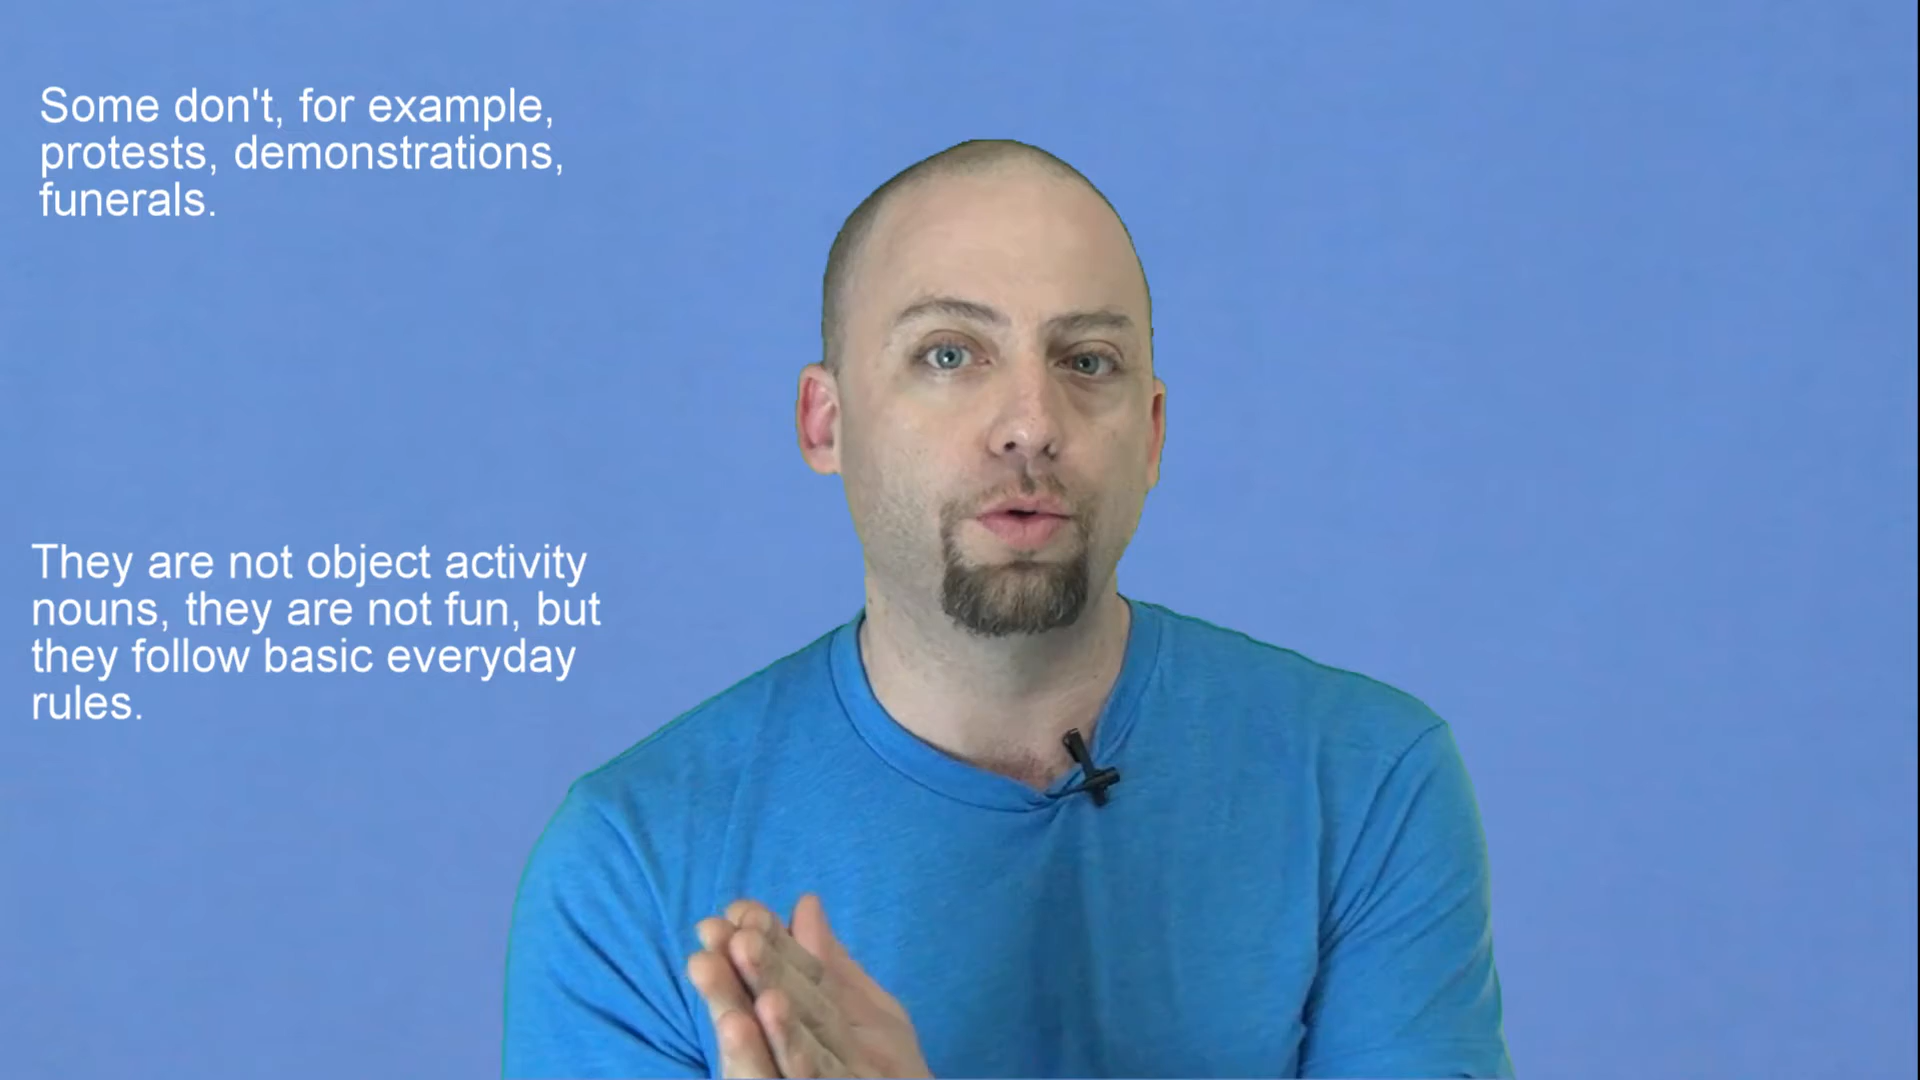 Some don't, for example,
protests, demonstrations,
funerals.
They are not object activity
nouns, they are not fun, but
they follow basic everyday
rules.